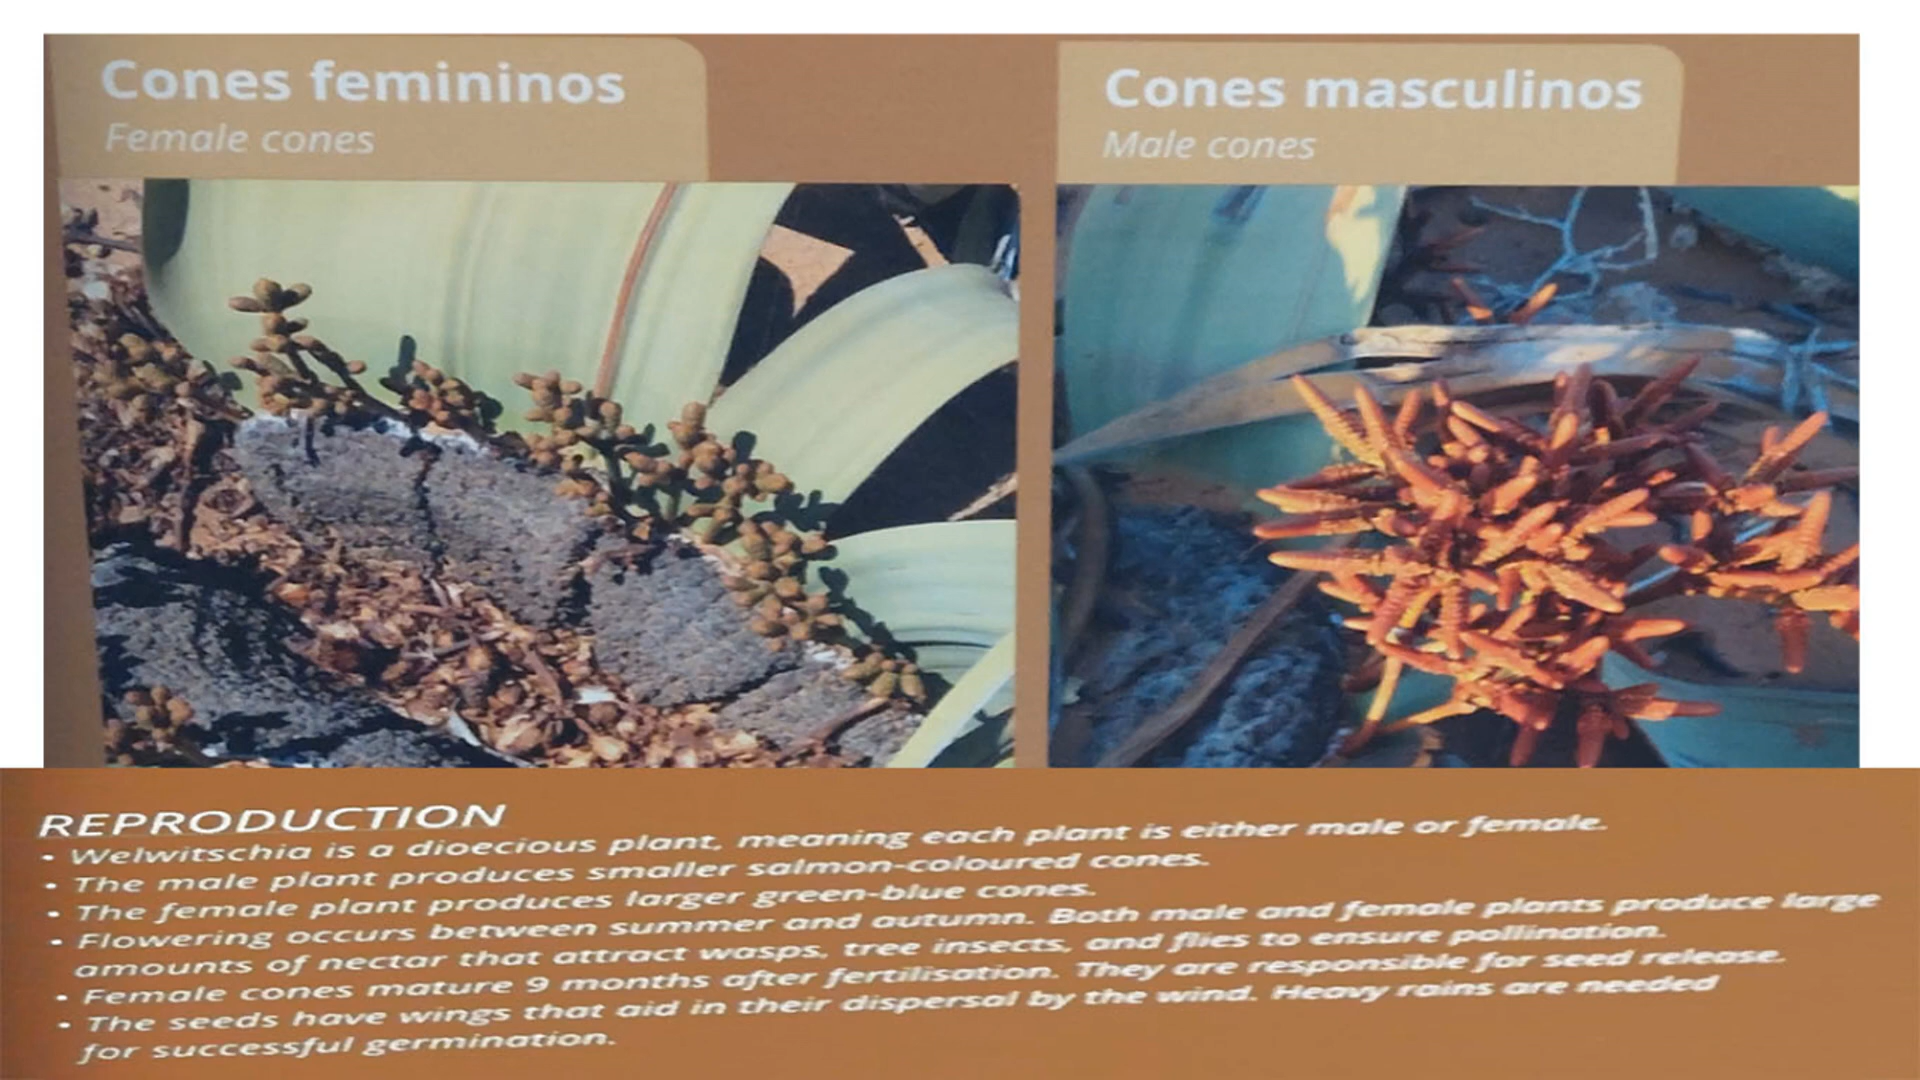 Cones femininos
Female cones
Cones masculinos
Male cones
REPRODUCTION
• Welwitschia is a dioecious plant, meaning each plant is either male or female.
• The male plant produces smaller salmon-coloured cones.
• The female plant produces larger green-blue cones.
• Flowering occurs between summer and autumn. Both male and female plants produce large
amounts of nectar that attract wasps, tree insects, and flies to ensure pollination.
• Female cones mature 9 months after fertilisation. They are responsible for seed release.
• The seeds have wings that aid in their dispersal by the wind. Heavy rains are needed
for successful germination.